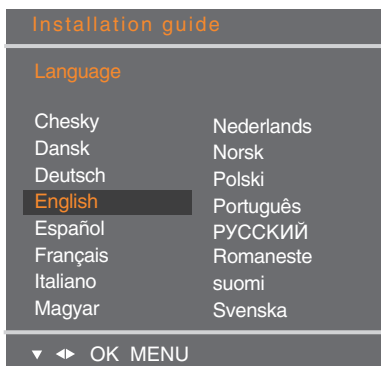 Installation guide
Language
Chesky
Dansk
Deutsch
English
Español
Français
Italiano
Magyar
Nederlands
Norsk
Polski
Português
РУССКИЙ
Romaneste
suomi
Svenska
OK MENU